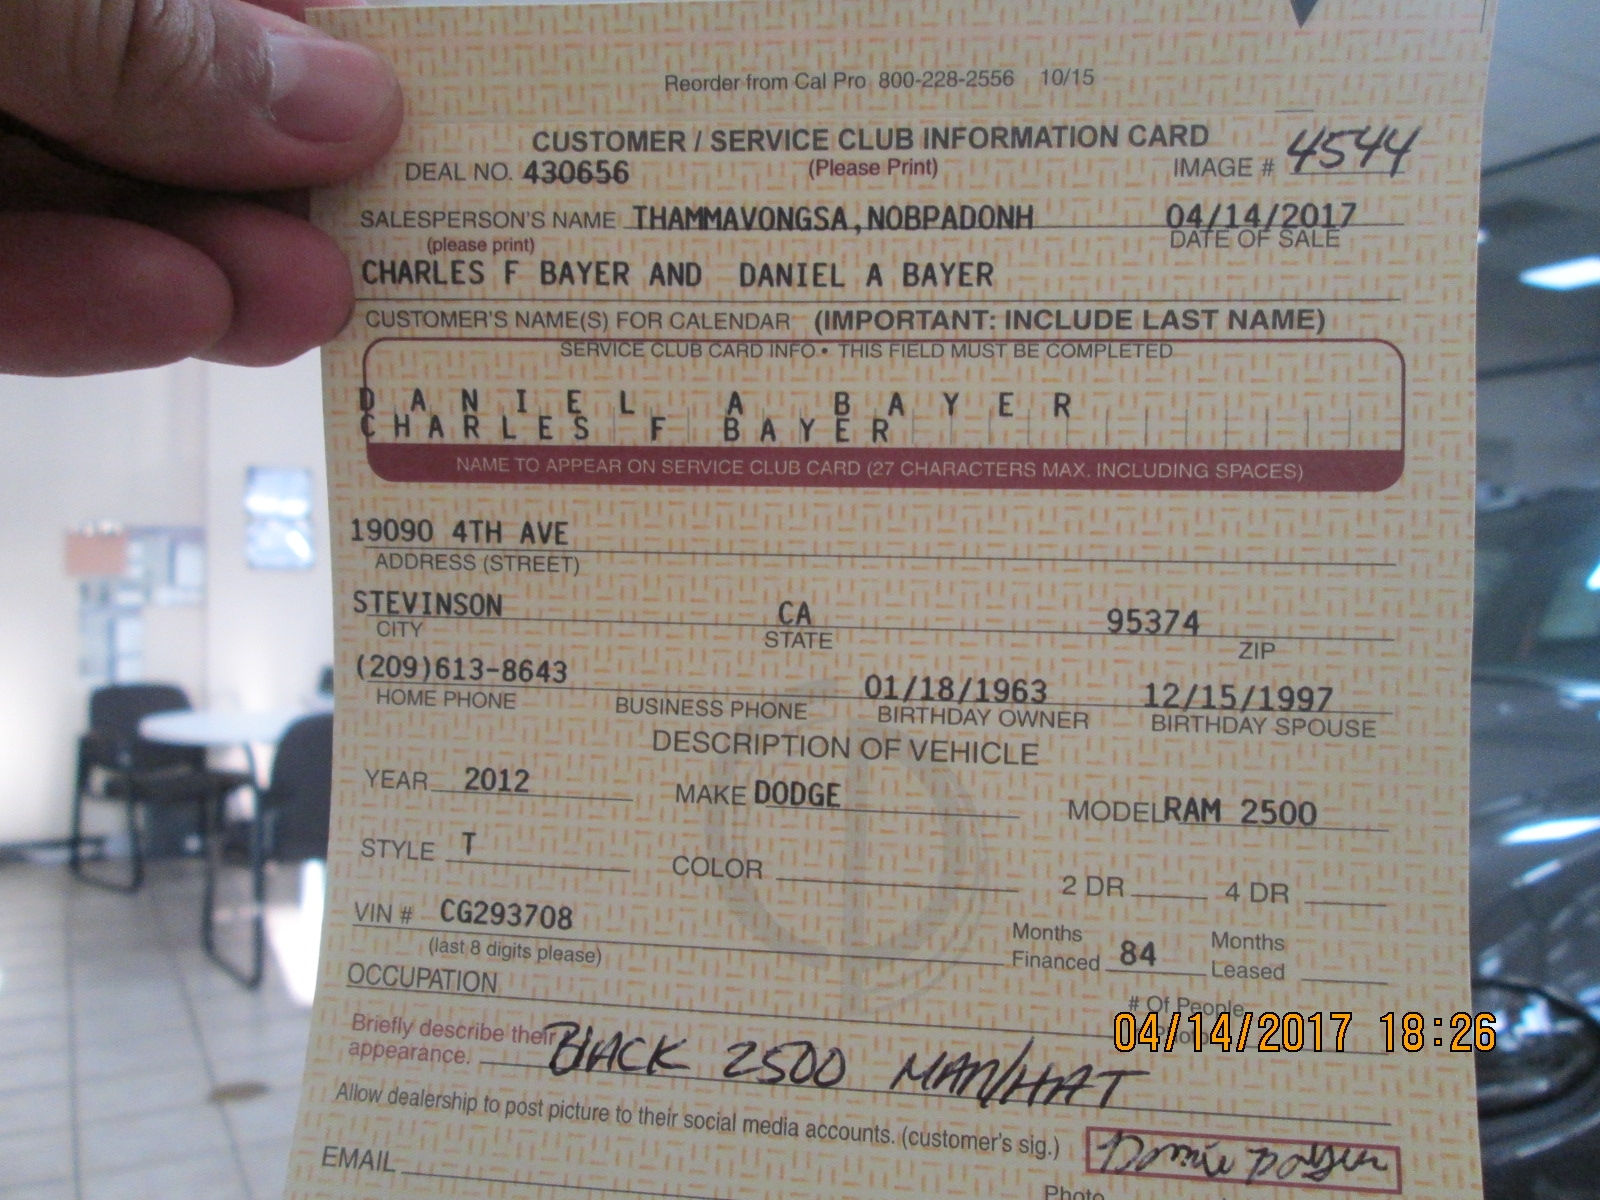 Reorder from Cal Pro 800-228-2556 10/15
CUSTOMER / SERVICE CLUB INFORMATION CARD
DEAL NO. 430656 (Please Print) IMAGE # 4544
SALESPERSON'S NAME THAMMAVONGSA,NOBPADONH 04/14/2017
(please print) DATE OF SALE
CHARLES F BAYER AND DANIEL A BAYER
CUSTOMER'S NAME(S) FOR CALENDAR (IMPORTANT: INCLUDE LAST NAME)
SERVICE CLUB CARD INFO • THIS FIELD MUST BE COMPLETED
DANIEL A BAYER
CHARLES F BAYER
NAME TO APPEAR ON SERVICE CLUB CARD (27 CHARACTERS MAX. INCLUDING SPACES)
19090 4TH AVE
ADDRESS (STREET)
STEVINSON CA 95374
CITY STATE ZIP
(209)613-8643 01/18/1963 12/15/1997
HOME PHONE BUSINESS PHONE BIRTHDAY OWNER BIRTHDAY SPOUSE
DESCRIPTION OF VEHICLE
YEAR 2012 MAKE DODGE MODEL RAM 2500
STYLE T COLOR 2 DR 4 DR
VIN # CG293708 Months Financed 84 Months Leased
(last 8 digits please)
OCCUPATION # Of People
04/14/2017 18:26
Briefly describe their appearance. BLACK 2500 MAN/HAT
Allow dealership to post picture to their social media accounts. (customer's sig.)
EMAIL Photo